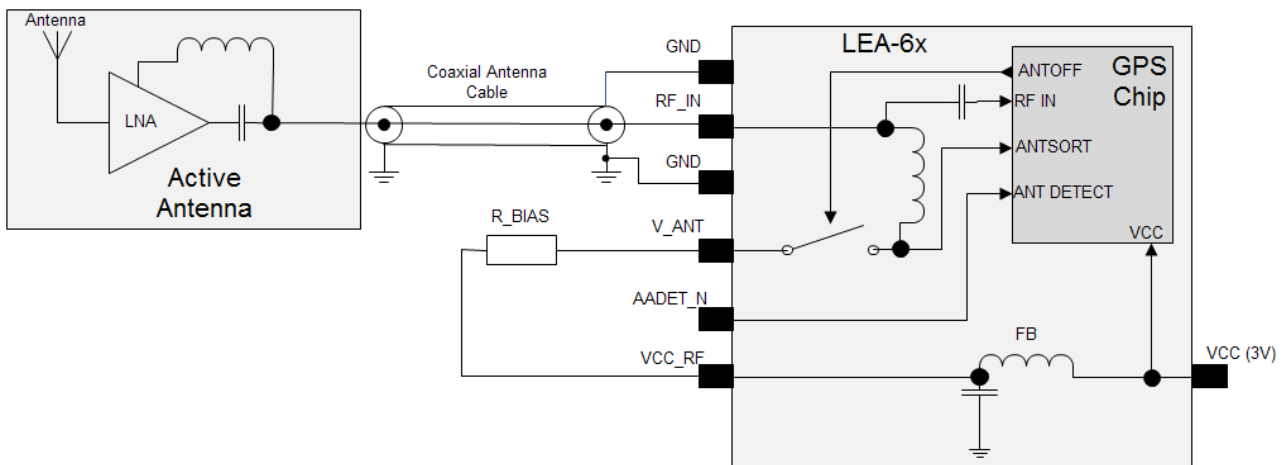 Antenna
LNA
Active
Antenna
Coaxial Antenna
Cable
GND
RF_IN
GND
R_BIAS
V_ANT
AADET_N
VCC_RF
LEA-6x
GPS
Chip
ANTOFF
RF IN
ANTSORT
ANT DETECT
VCC
FB
VCC (3V)